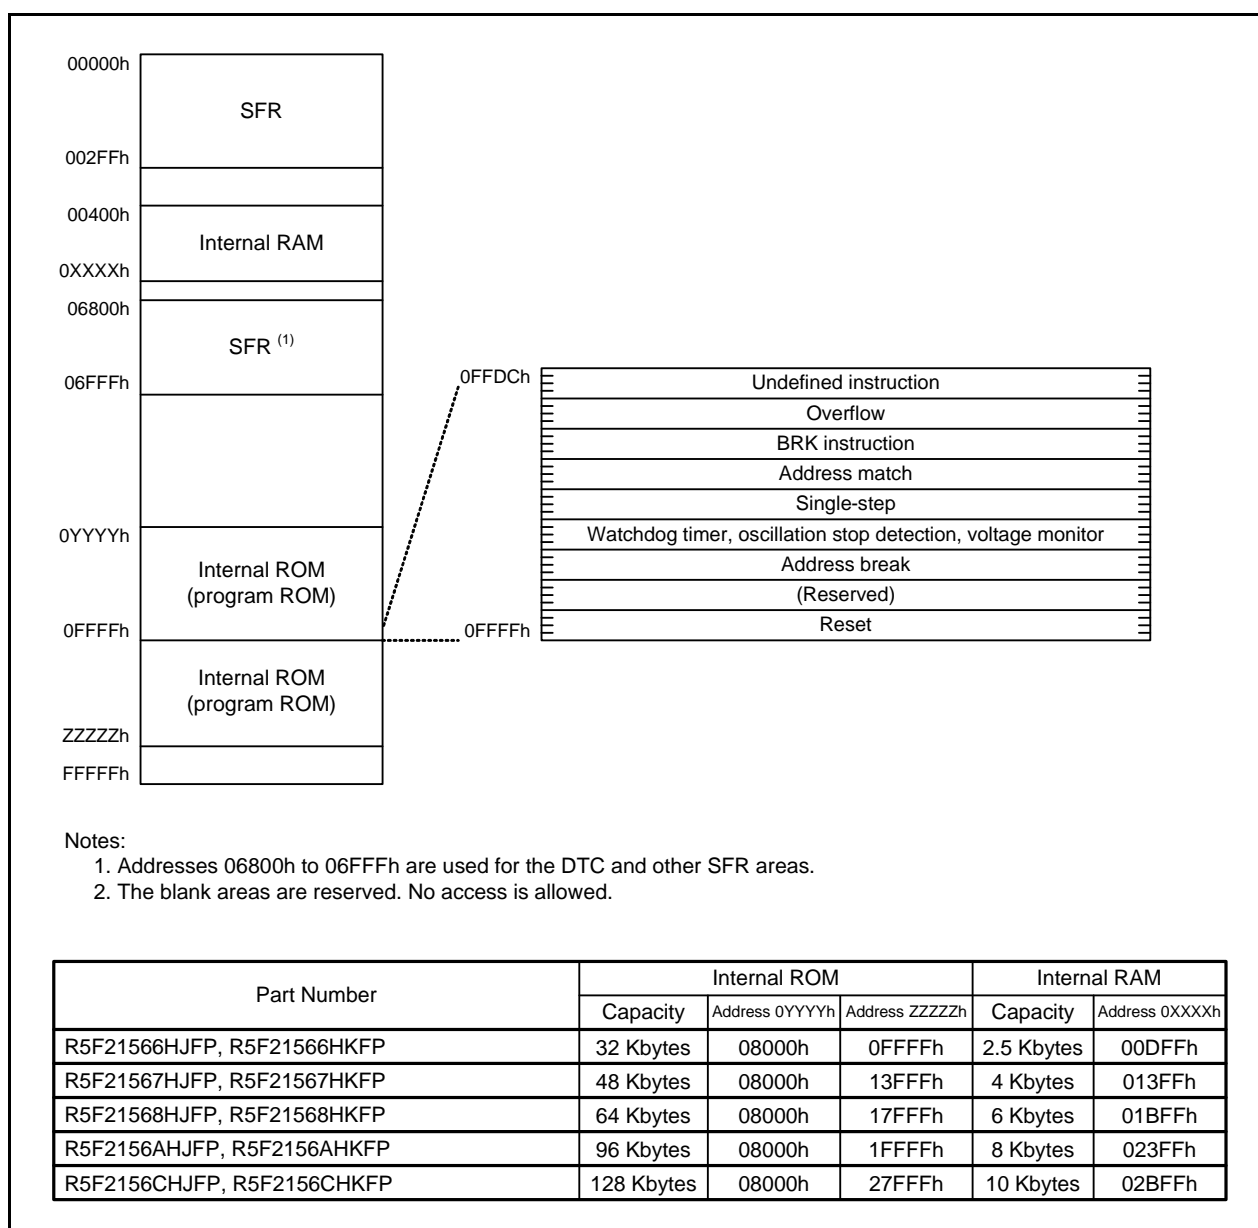 00000h
SFR
002FFh
00400h
Internal RAM
0XXXXh
06800h
SFR (1)
06FFFh
0YYYYh
Internal ROM
(program ROM)
0FFFFh
Internal ROM
(program ROM)
ZZZZZh
FFFFFh
0FFDCh
Undefined instruction
Overflow
BRK instruction
Address match
Single-step
Watchdog timer, oscillation stop detection, voltage monitor
Address break
(Reserved)
0FFFFh
Reset
Notes:
1. Addresses 06800h to 06FFFh are used for the DTC and other SFR areas.
2. The blank areas are reserved. No access is allowed.
Part Number Internal ROM Internal RAM
Capacity Address 0YYYYh Address ZZZZZh Capacity Address 0XXXXh
R5F21566HJFP, R5F21566HKFP 32 Kbytes 08000h 0FFFFh 2.5 Kbytes 00DFFh
R5F21567HJFP, R5F21567HKFP 48 Kbytes 08000h 13FFFh 4 Kbytes 013FFh
R5F21568HJFP, R5F21568HKFP 64 Kbytes 08000h 17FFFh 6 Kbytes 01BFFh
R5F2156AHJFP, R5F2156AHKFP 96 Kbytes 08000h 1FFFFh 8 Kbytes 023FFh
R5F2156CHJFP, R5F2156CHKFP 128 Kbytes 08000h 27FFFh 10 Kbytes 02BFFh